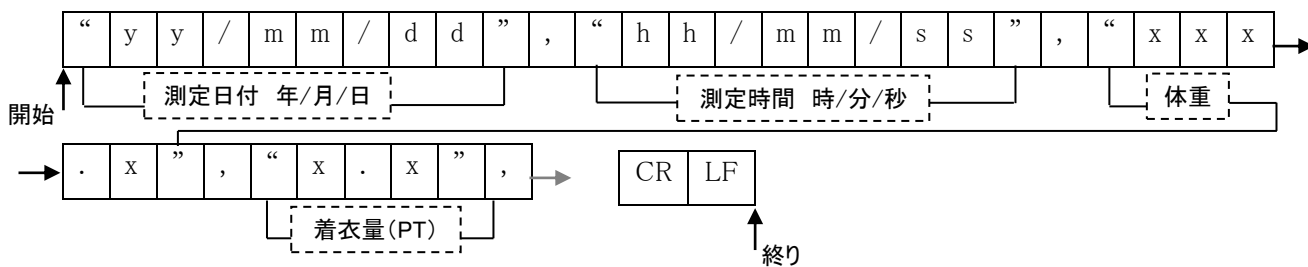 “ y y / m m / d d ” , “ h h / m m / s s ” , “ x x x
測定日付 年/月/日 測定時間 時/分/秒 体重
開始
. x ” , “ x . x ” , CR LF
着衣量(PT)
終り